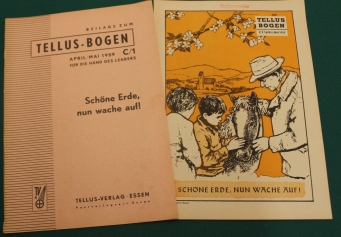 BEILAGE ZUM
TELLUS-BOGEN
APRIL/MAI 1959 C/1
FÜR DIE HAND DES LEHRERS
Schöne Erde,
nun wache auf!
TELLUS-VERLAG·ESSEN
TELLUS
BOGEN
SCHÖNE ERDE, NUN WACHE AUF!